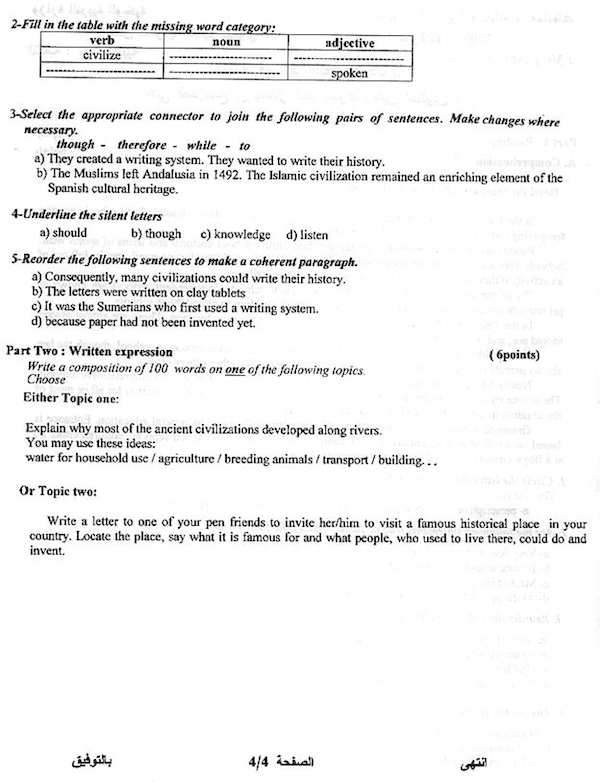 2-Fill in the table with the missing word category:
verb noun adjective
civilize ---------------------- ----------------------
---------------------- ---------------------- spoken
3-Select the appropriate connector to join the following pairs of sentences. Make changes where
necessary.
though - therefore - while - to
a) They created a writing system. They wanted to write their history.
b) The Muslims left Andalusia in 1492. The Islamic civilization remained an enriching element of the
Spanish cultural heritage.
4-Underline the silent letters
a) should b) though c) knowledge d) listen
5-Reorder the following sentences to make a coherent paragraph.
a) Consequently, many civilizations could write their history.
b) The letters were written on clay tablets
c) It was the Sumerians who first used a writing system.
d) because paper had not been invented yet.
Part Two : Written expression ( 6points)
Write a composition of 100 words on one of the following topics.
Choose
Either Topic one:
Explain why most of the ancient civilizations developed along rivers.
You may use these ideas:
water for household use / agriculture / breeding animals / transport / building. . .
Or Topic two:
Write a letter to one of your pen friends to invite her/him to visit a famous historical place in your
country. Locate the place, say what it is famous for and what people, who used to live there, could do and
invent.
انتهى الصفحة 4/4 بالتوفيق